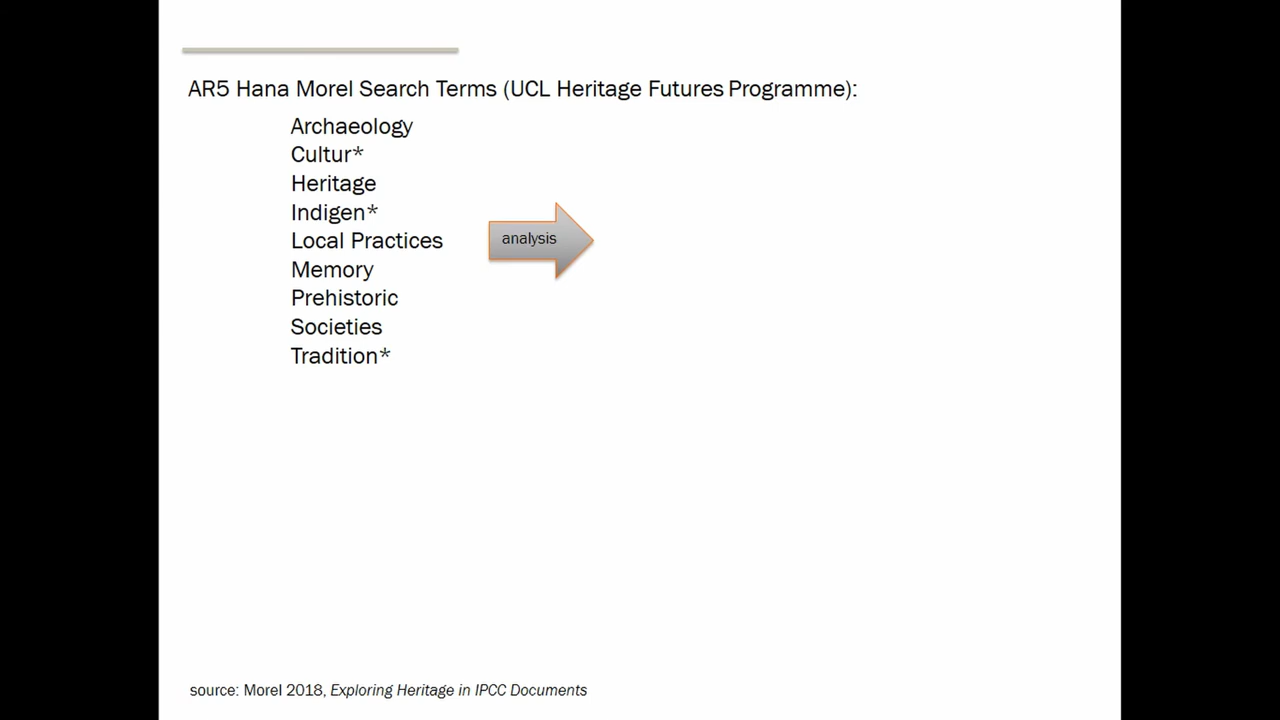 AR5 Hana Morel Search Terms (UCL Heritage Futures Programme):
Archaeology
Cultur*
Heritage
Indigen*
Local Practices
Memory
Prehistoric
Societies
Tradition*
analysis
source: Morel 2018, Exploring Heritage in IPCC Documents